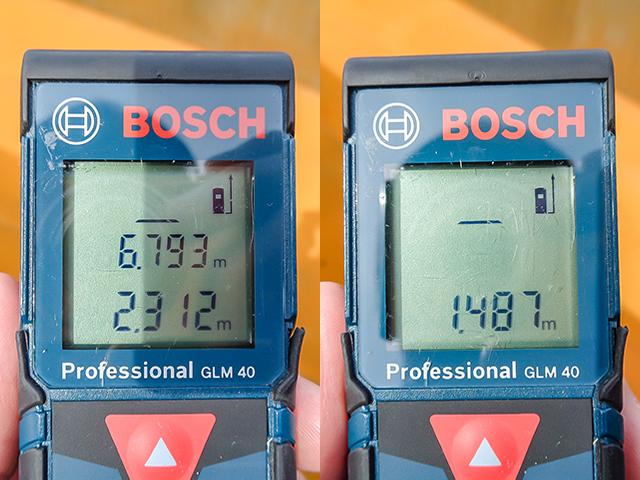 BOSCH
6.793 m
2.312 m
Professional GLM 40
BOSCH
1.487 m
Professional GLM 40